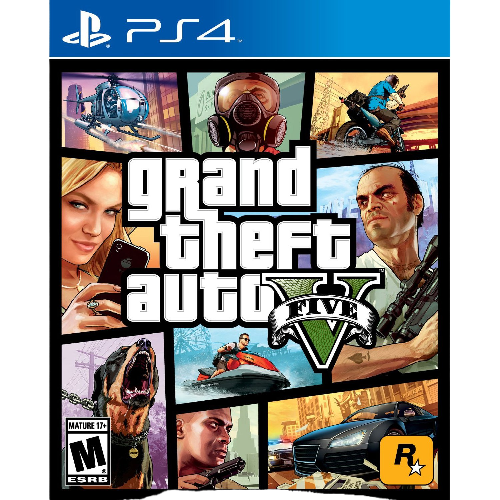 PS4
grand
theft
auto
V
FIVE
MATURE 17+
M
ESRB
R